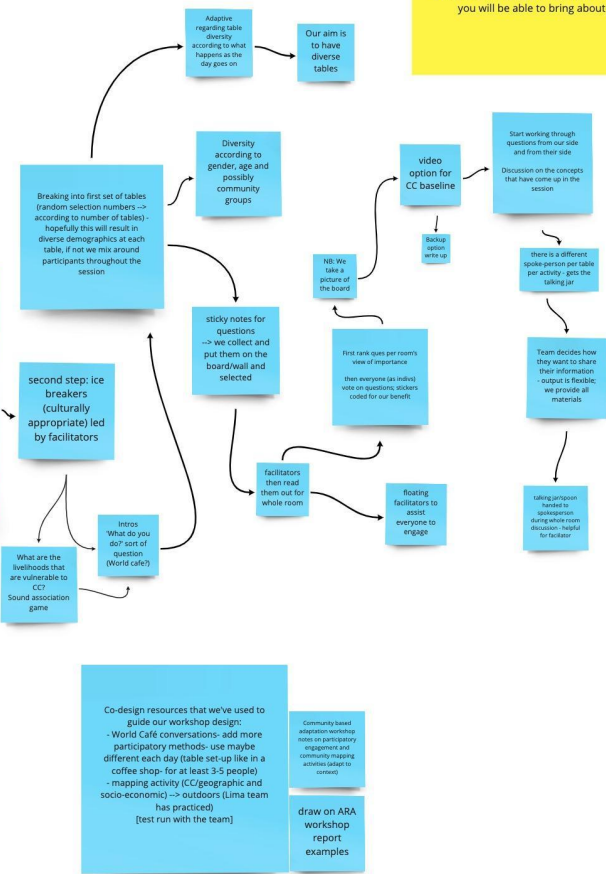 you will be able to bring about
Adaptive
regarding table
diversity
according to what
happens as the
day goes on
Our aim is
to have
diverse
tables
Diversity
according to
gender, age and
possibly
community
groups
Breaking into first set of tables
(random selection numbers -->
according to number of tables) -
hopefully this will result in
diverse demographics at each
table, if not we mix around
participants throughout the
session
video
option for
CC baseline
Start working through
questions from our side
and from their side
Discussion on the concepts
that have come up in the
session
Backup
option
write up
NB: We
take a
picture of
the board
there is a different
spoke-person per table
per activity - gets the
talking jar
sticky notes for
questions
--> we collect and
put them on the
board/wall and
selected
First rank ques per room's
view of importance
then everyone (as indivs)
vote on questions; stickers
coded for our benefit
Team decides how
they want to share
their information
- output is flexible;
we provide all
materials
second step: ice
breakers
(culturally
appropriate) led
by facilitators
facilitators
then read
them out for
whole room
floating
facilitators to
assist
everyone to
engage
talking jar/spoon
handed to
spokesperson
during whole room
discussion - helpful
for faciliator
Intros
'What do you
do?' sort of
question
(World cafe?)
What are the
livelihoods that
are vulnerable to
CC?
Sound association
game
Co-design resources that we've used to
guide our workshop design:
- World Café conversations- add more
participatory methods- use maybe
different each day (table set-up like in a
coffee shop- for at least 3-5 people)
- mapping activity (CC/geographic and
socio-economic) --> outdoors (Lima team
has practiced)
[test run with the team]
Community based
adaptation workshop
notes on participatory
engagement and
community mapping
activities (adapt to
context)
draw on ARA
workshop
report
examples